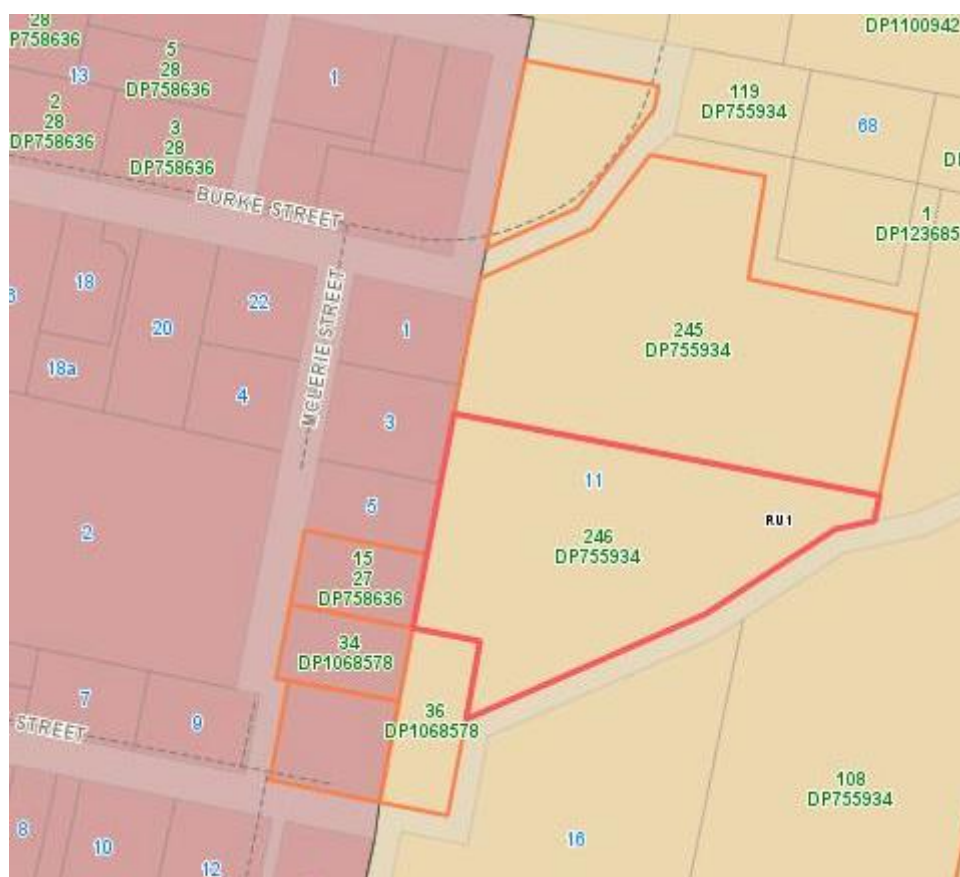 28
P758636
5
28
DP758636
13
2
28
DP758636
3
28
DP758636
1
DP1100942
119
DP755934
68
1
DP123685
BURKE STREET
MCLERIE STREET
18
20
22
18a
4
1
3
5
2
245
DP755934
11
RU1
246
DP755934
15
27
DP758636
34
DP1068578
36
DP1068578
7
9
STREET
8
10
12
16
108
DP755934